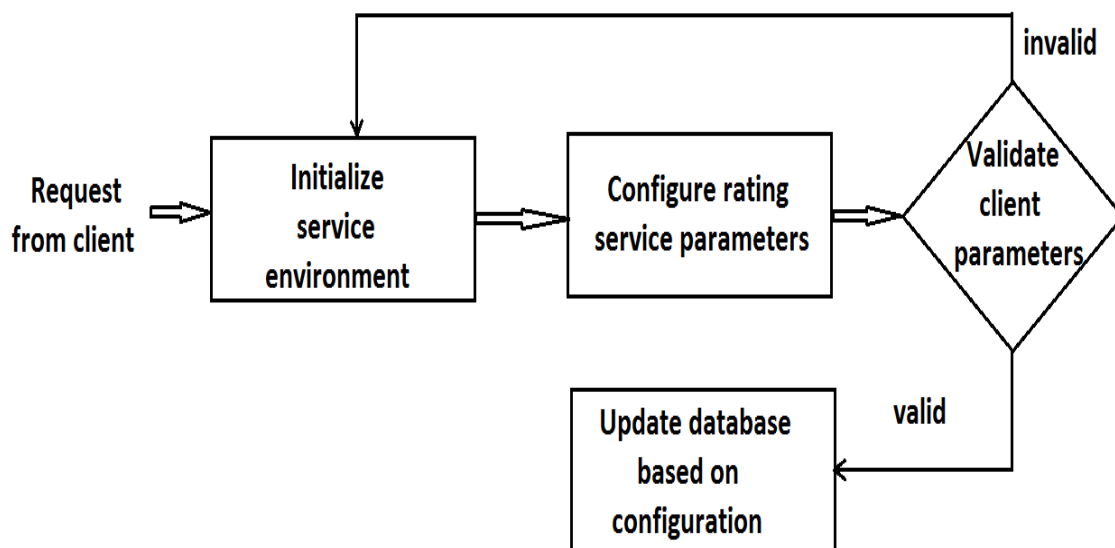 Request
from client
Initialize
service
environment
Configure rating
service parameters
Validate
client
parameters
invalid
valid
Update database
based on
configuration